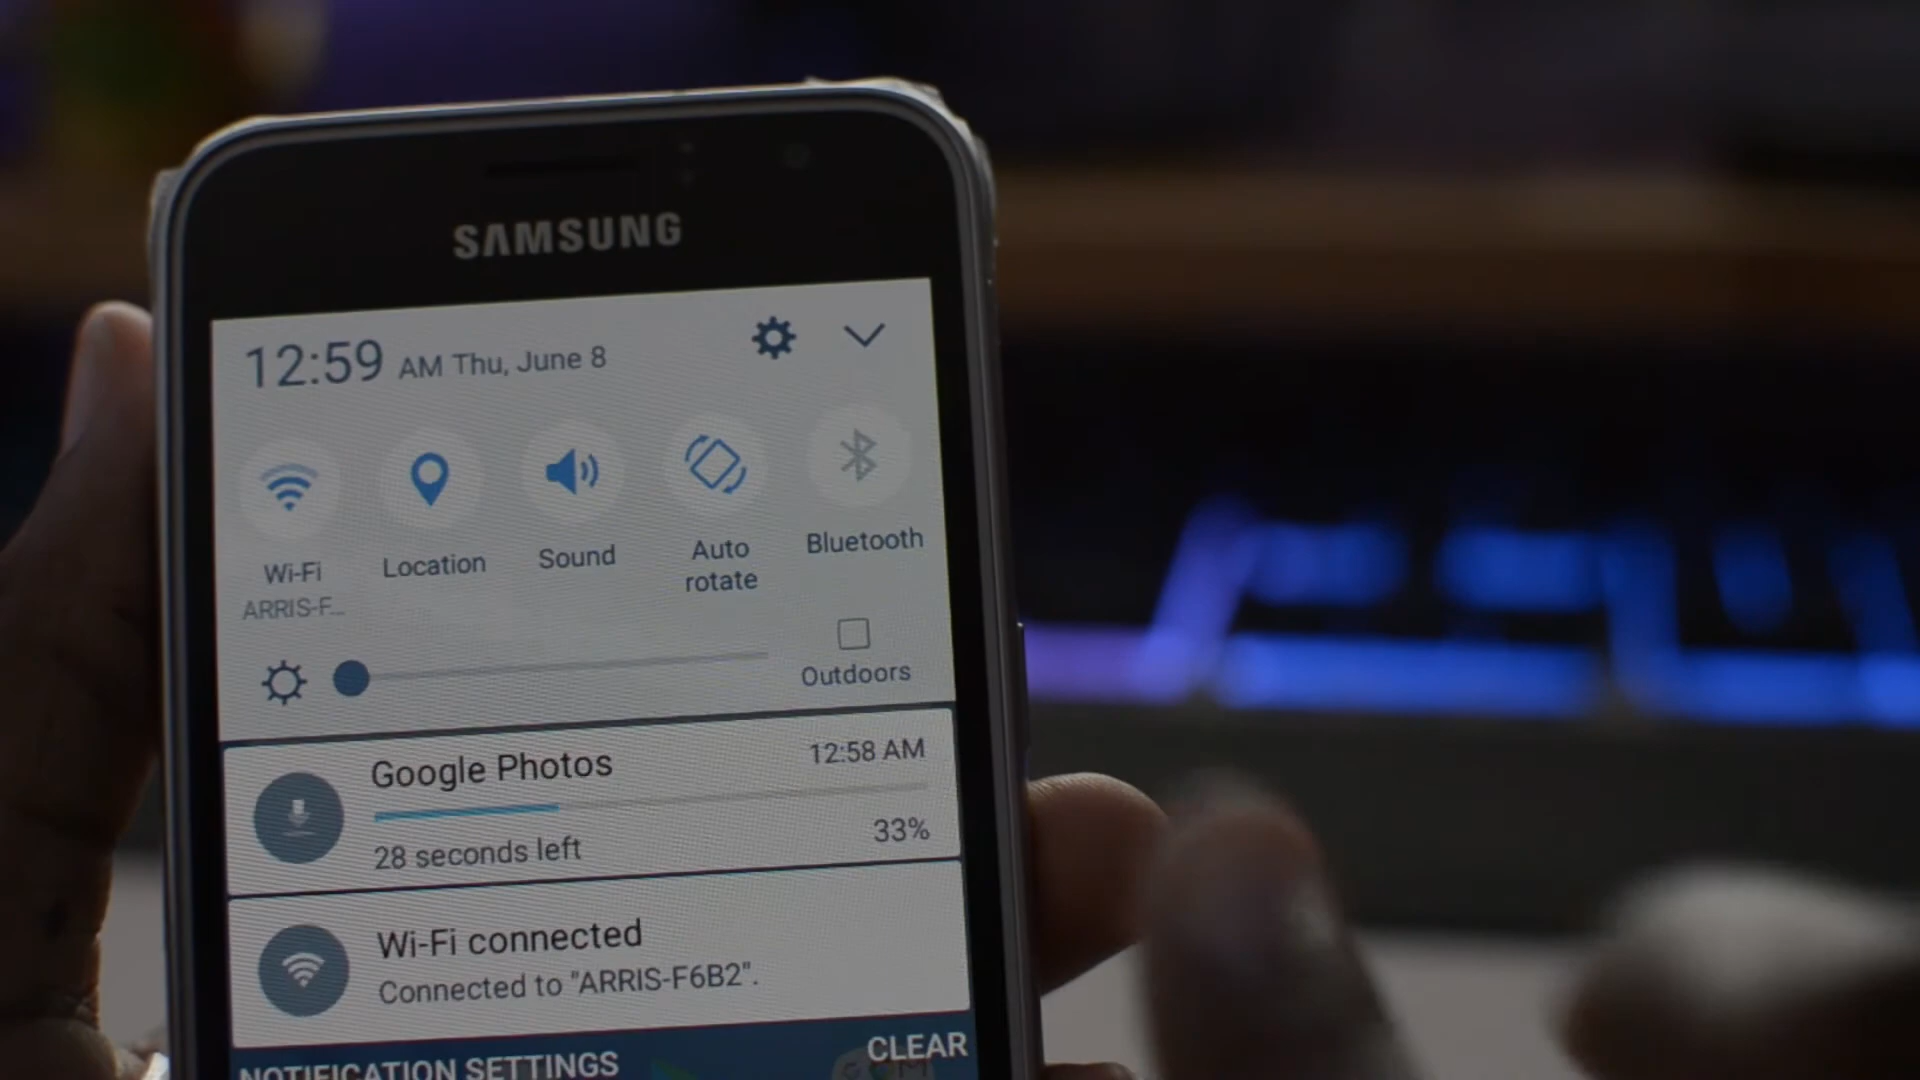 SAMSUNG
12:59 AM Thu, June 8
Wi-Fi
ARRIS-F...
Location
Sound
Auto
rotate
Bluetooth
Outdoors
Google Photos
12:58 AM
28 seconds left
33%
Wi-Fi connected
Connected to "ARRIS-F6B2".
NOTIFICATION SETTINGS
CLEAR